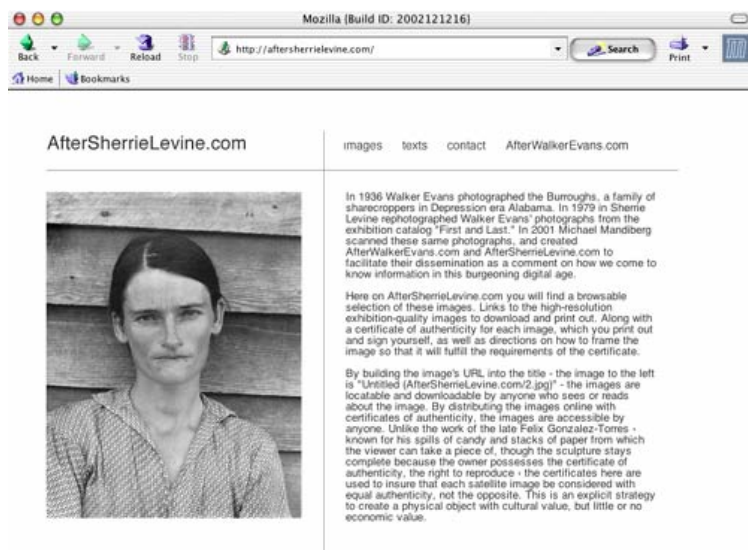 Mozilla {Build ID: 2002121216}
Back
Forward
Reload
Stop
http://aftersherrielevine.com/
Search
Print
Home
Bookmarks
AfterSherrieLevine.com
images texts contact AfterWalkerEvans.com
In 1936 Walker Evans photographed the Burroughs, a family of
sharecroppers in Depression era Alabama. In 1979 in Sherrie
Levine rephotographed Walker Evans' photographs from the
exhibition catalog "First and Last." In 2001 Michael Mandiberg
scanned these same photographs, and created
AfterWalkerEvans.com and AfterSherrieLevine.com to
facilitate their dissemination as a comment on how we come to
know information in this burgeoning digital age.
Here on AfterSherrieLevine.com you will find a browsable
selection of these images. Links to the high-resolution
exhibition-quality images to download and print out. Along with
a certificate of authenticity for each image, which you print out
and sign yourself, as well as directions on how to frame the
image so that it will fulfill the requirements of the certificate.
By building the image's URL into the title - the image to the left
is "Untitled (AfterSherrieLevine.com/2.jpg)" - the images are
locatable and downloadable by anyone who sees or reads
about the image. By distributing the images online with
certificates of authenticity, the images are accessible by
anyone. Unlike the work of the late Felix Gonzalez-Torres -
known for his spills of candy and stacks of paper from which
the viewer can take a piece of, though the sculpture stays
complete because the owner possesses the certificate of
authenticity, the right to reproduce - the certificates here are
used to insure that each satellite image be considered with
equal authenticity, not the opposite. This is an explicit strategy
to create a physical object with cultural value, but little or no
economic value.